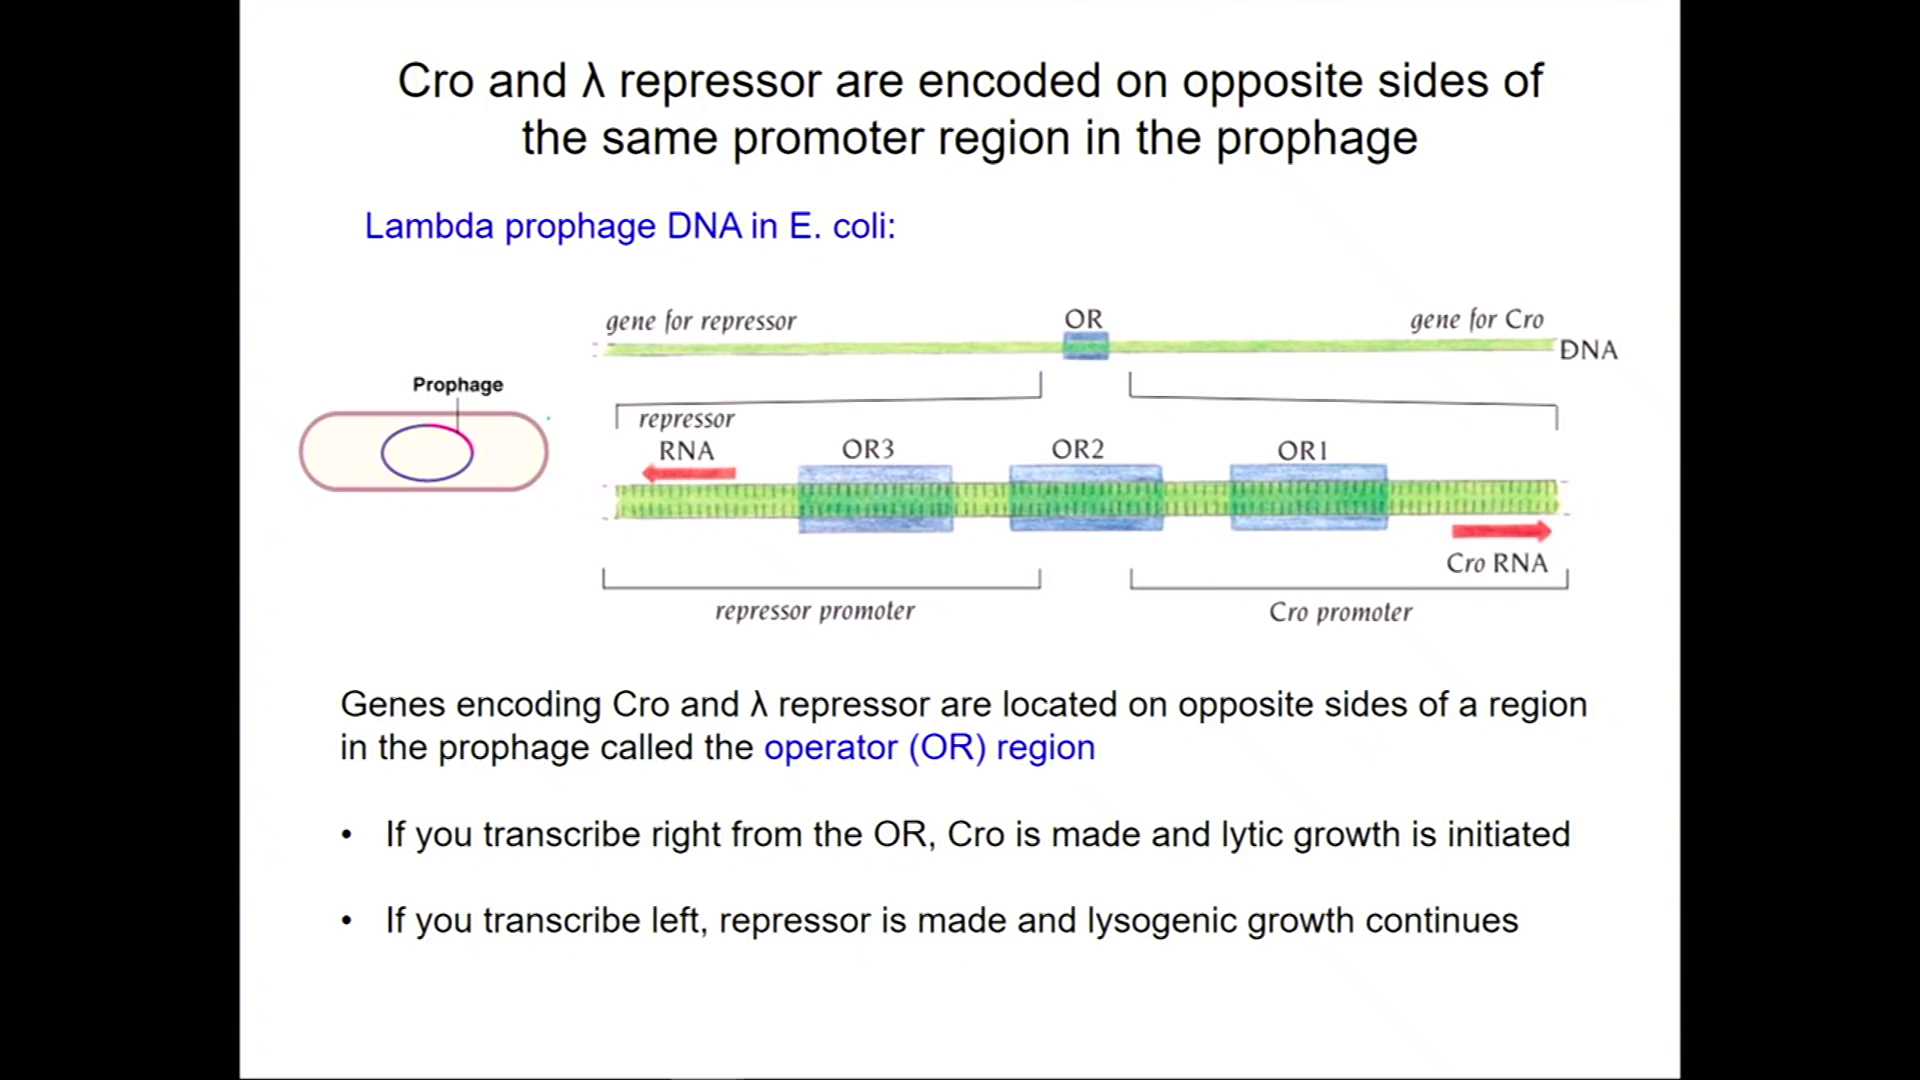 Cro and λ repressor are encoded on opposite sides of
the same promoter region in the prophage
Lambda prophage DNA in E. coli:
gene for repressor
OR
gene for Cro
DNA
Prophage
repressor
RNA
OR3
OR2
OR1
Cro RNA
repressor promoter
Cro promoter
Genes encoding Cro and λ repressor are located on opposite sides of a region
in the prophage called the operator (OR) region
• If you transcribe right from the OR, Cro is made and lytic growth is initiated
• If you transcribe left, repressor is made and lysogenic growth continues